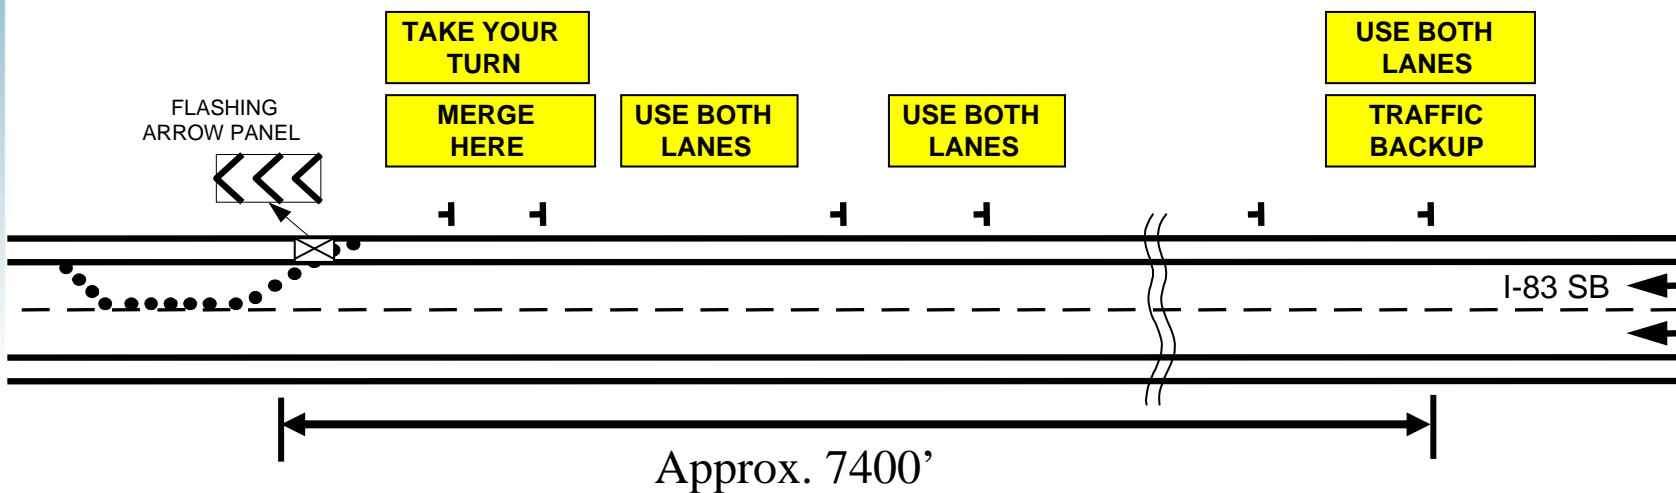 TAKE YOUR
TURN
USE BOTH
LANES
FLASHING
ARROW PANEL
MERGE
HERE
USE BOTH
LANES
USE BOTH
LANES
TRAFFIC
BACKUP
I-83 SB
Approx. 7400’